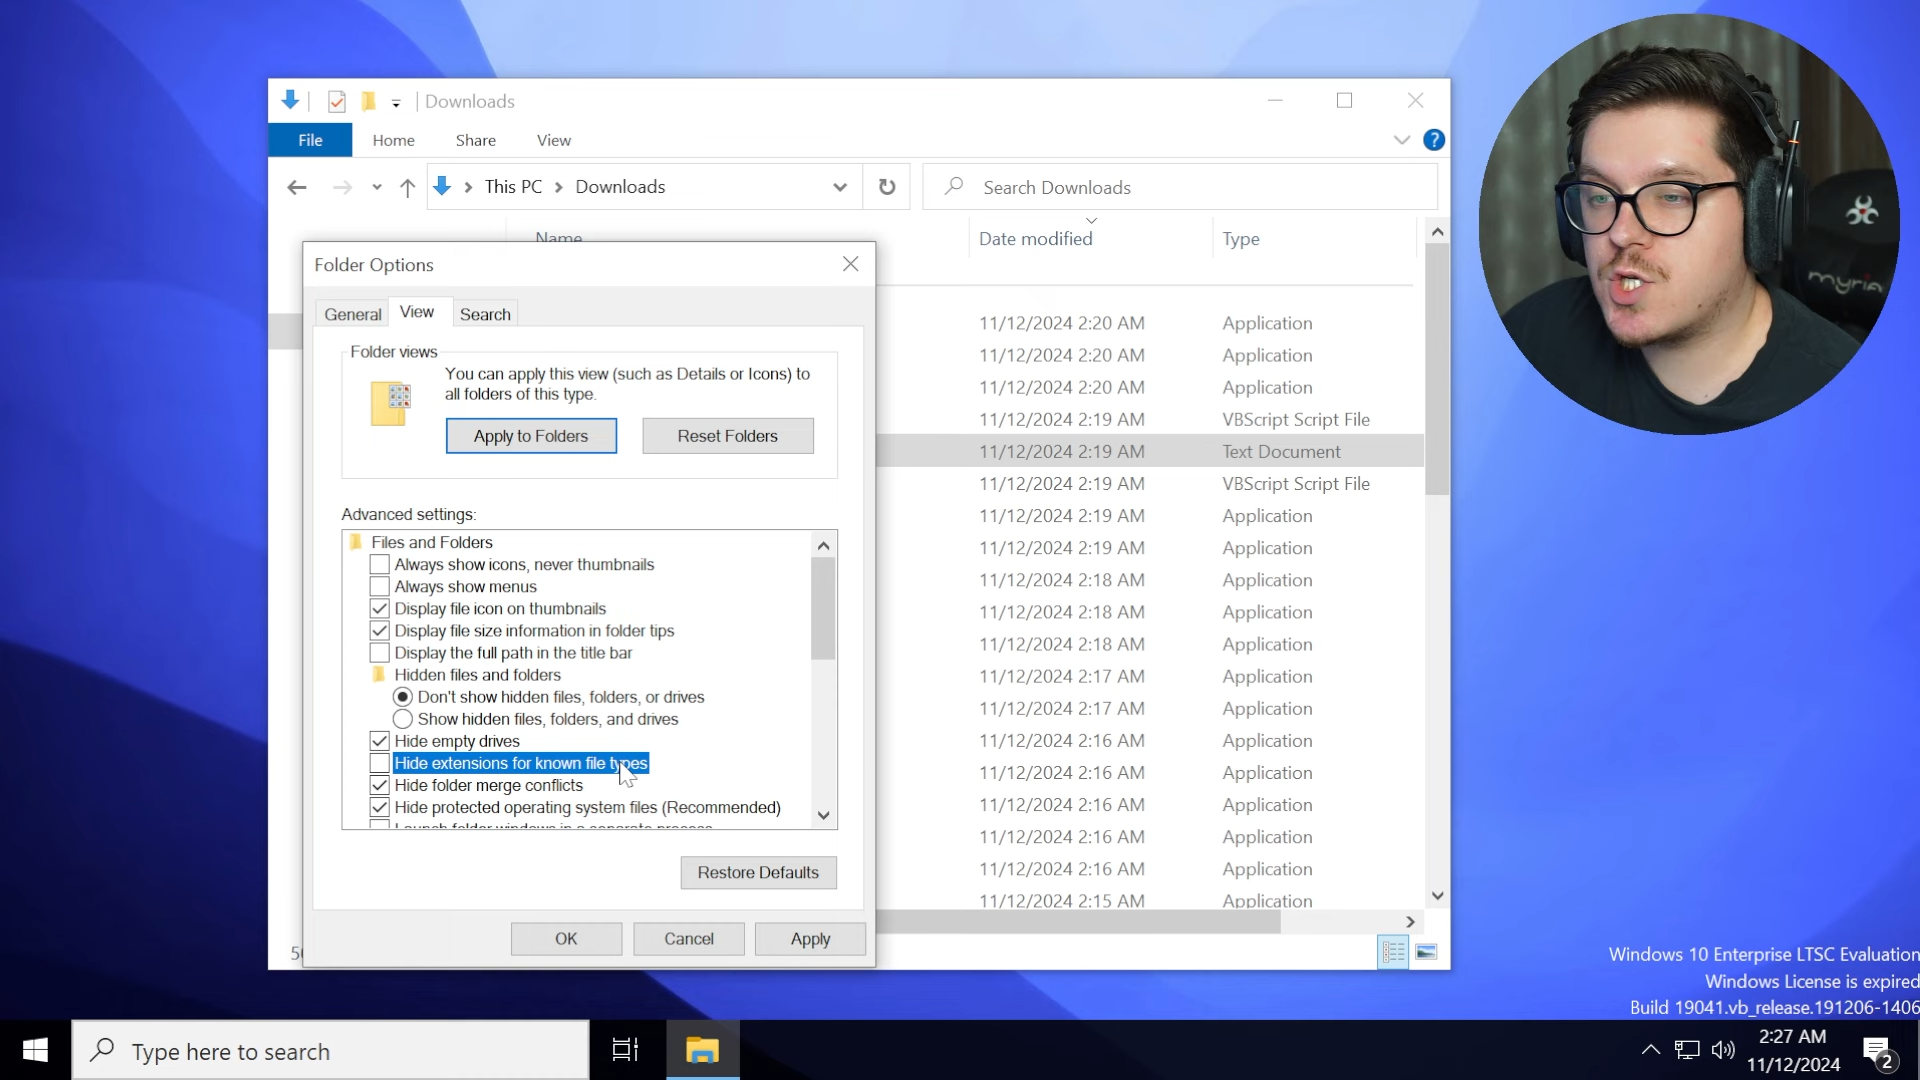 Downloads
File Home Share View
?
This PC Downloads
Search Downloads
Name Date modified Type
Folder Options
General View Search
Folder views
You can apply this view (such as Details or Icons) to
all folders of this type.
Apply to Folders Reset Folders
Advanced settings:
Files and Folders
Always show icons, never thumbnails
Always show menus
Display file icon on thumbnails
Display file size information in folder tips
Display the full path in the title bar
Hidden files and folders
Don't show hidden files, folders, or drives
Show hidden files, folders, and drives
Hide empty drives
Hide extensions for known file types
Hide folder merge conflicts
Hide protected operating system files (Recommended)
Launch folder windows in a separate process
Restore Defaults
OK Cancel Apply
11/12/2024 2:20 AM Application
11/12/2024 2:20 AM Application
11/12/2024 2:20 AM Application
11/12/2024 2:19 AM VBScript Script File
11/12/2024 2:19 AM Text Document
11/12/2024 2:19 AM VBScript Script File
11/12/2024 2:19 AM Application
11/12/2024 2:19 AM Application
11/12/2024 2:18 AM Application
11/12/2024 2:18 AM Application
11/12/2024 2:18 AM Application
11/12/2024 2:17 AM Application
11/12/2024 2:17 AM Application
11/12/2024 2:16 AM Application
11/12/2024 2:16 AM Application
11/12/2024 2:16 AM Application
11/12/2024 2:16 AM Application
11/12/2024 2:16 AM Application
11/12/2024 2:15 AM Application
myria
Windows 10 Enterprise LTSC Evaluation
Windows License is expired
Build 19041.vb_release.191206-1406
Type here to search
2:27 AM
11/12/2024
2